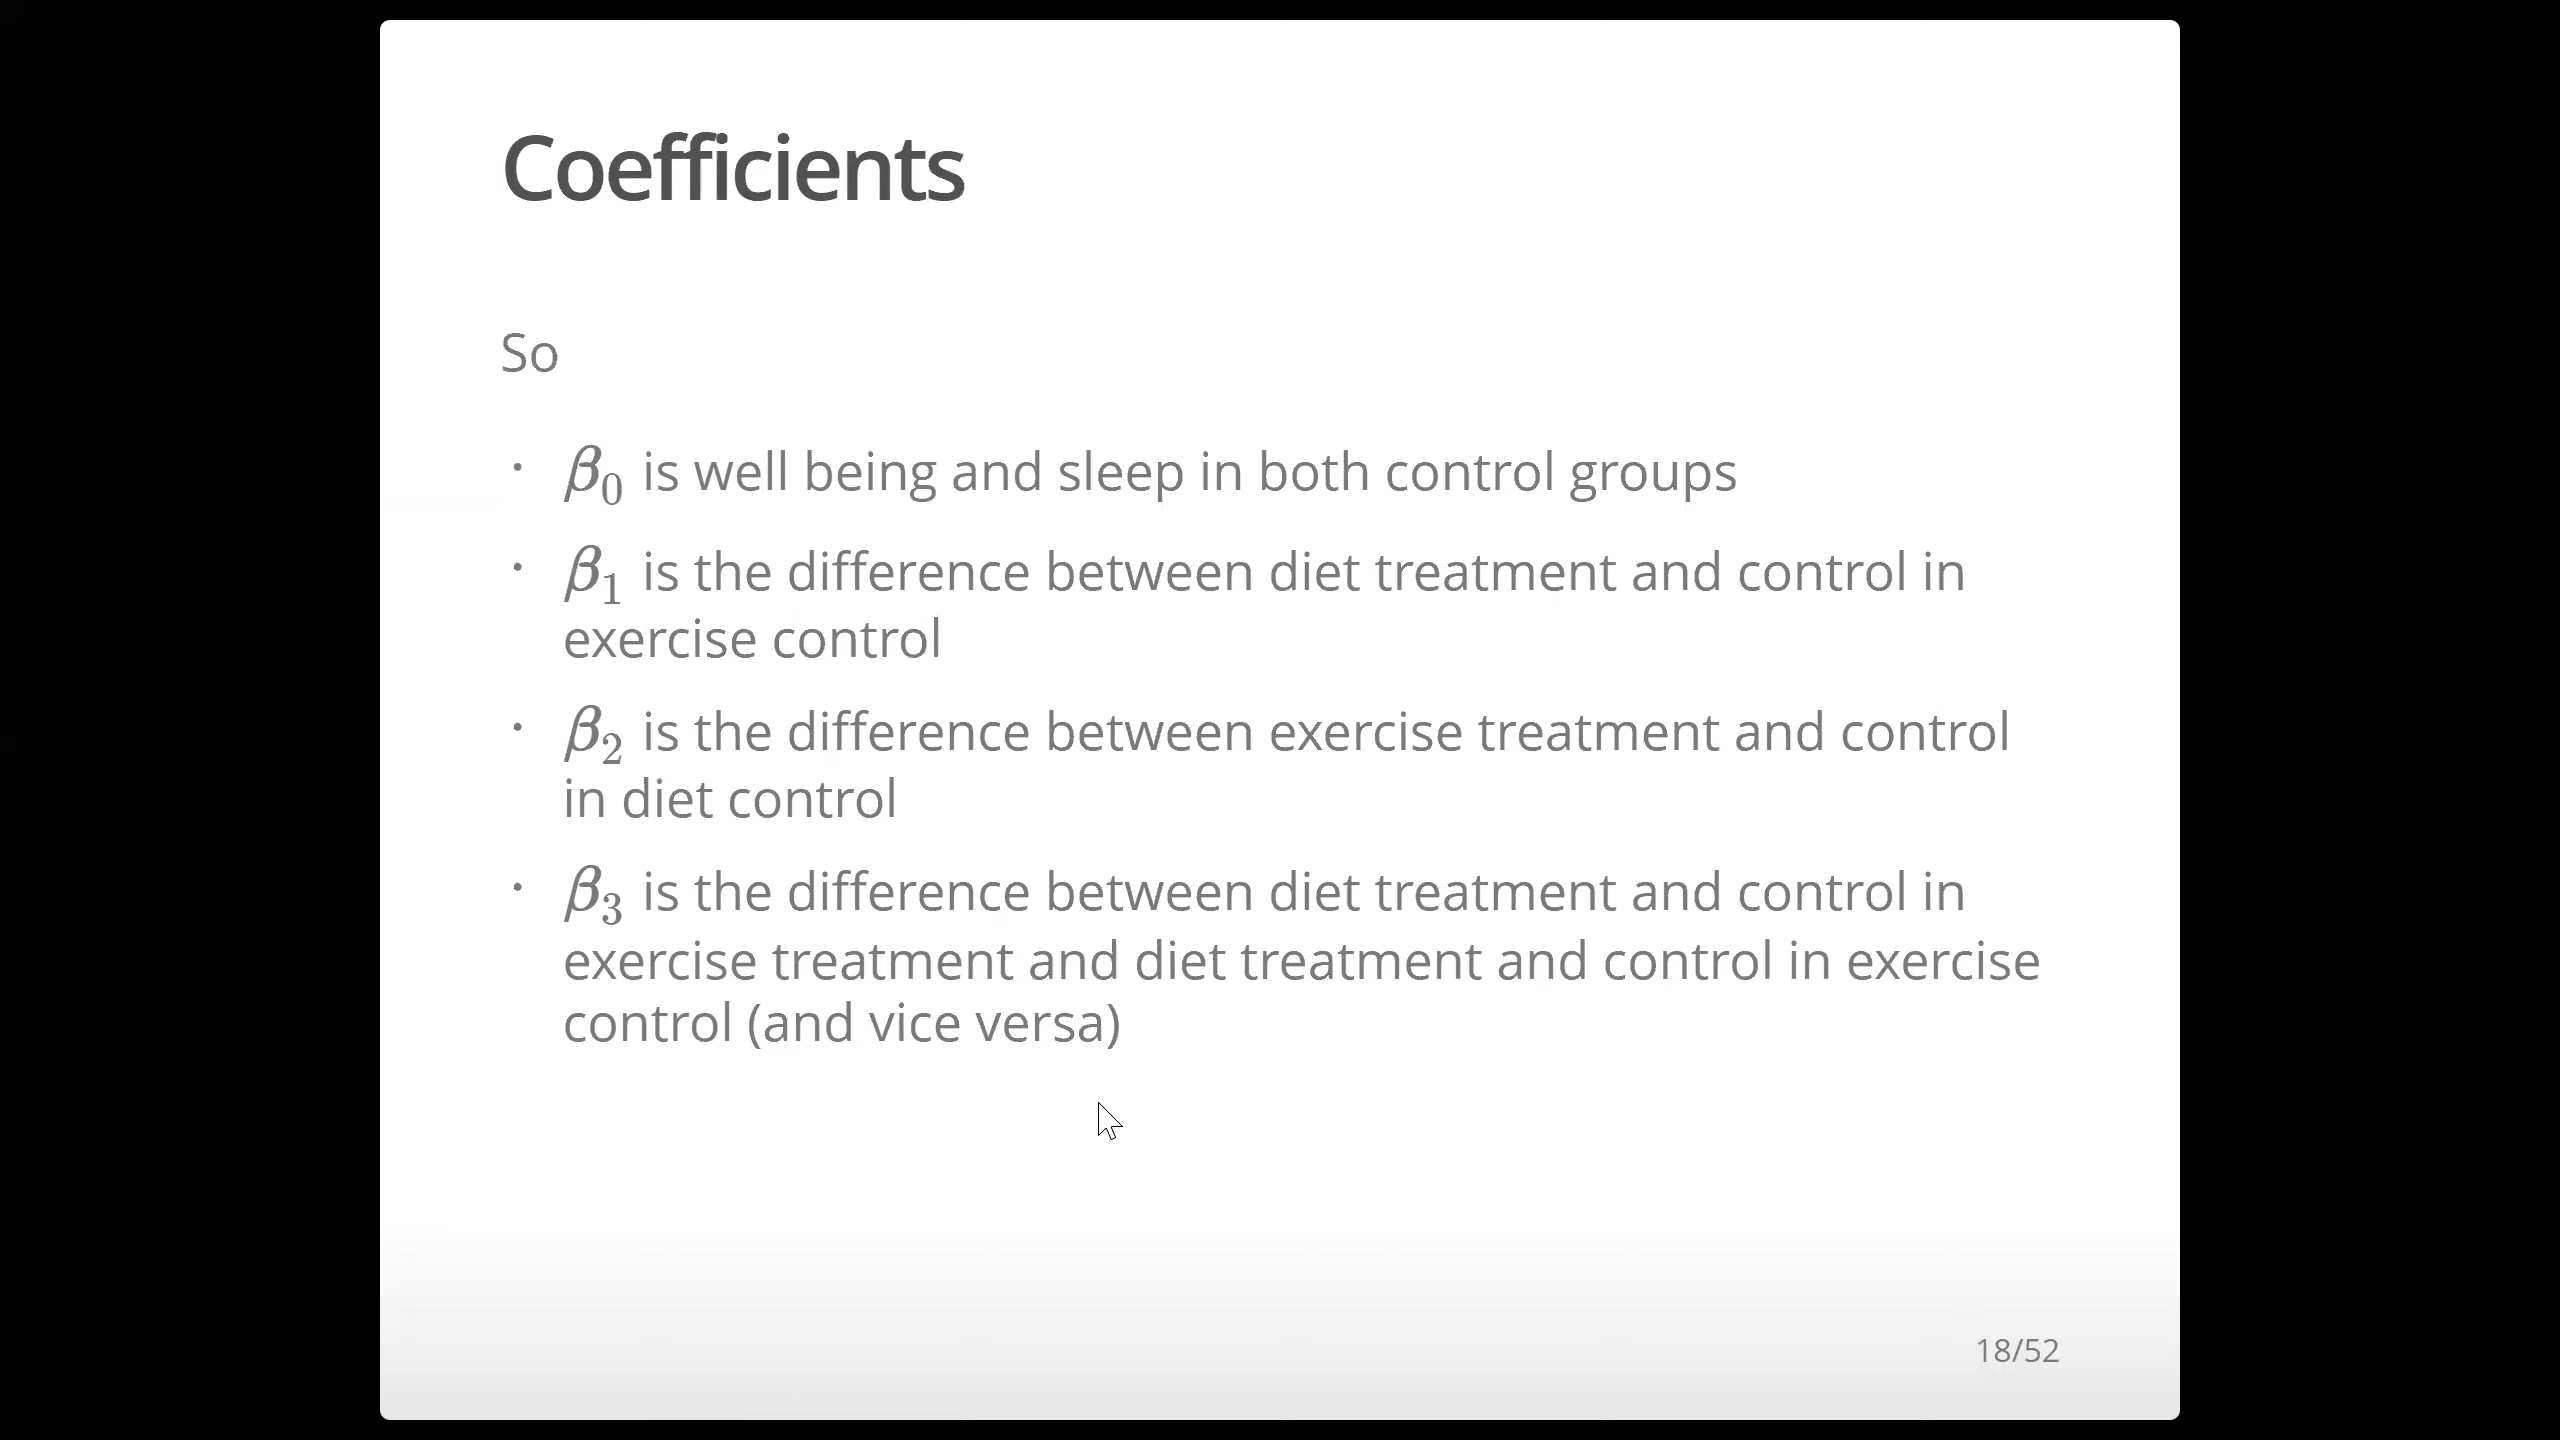 Coefficients
So
· β₀ is well being and sleep in both control groups
· β₁ is the difference between diet treatment and control in
exercise control
· β₂ is the difference between exercise treatment and control
in diet control
· β₃ is the difference between diet treatment and control in
exercise treatment and diet treatment and control in exercise
control (and vice versa)
18/52